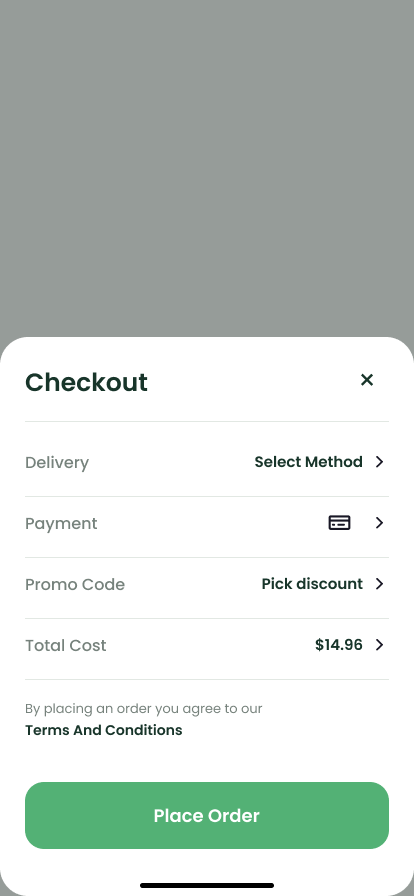 Checkout
Delivery Select Method
Payment
Promo Code Pick discount
Total Cost $14.96
By placing an order you agree to our
Terms And Conditions
Place Order